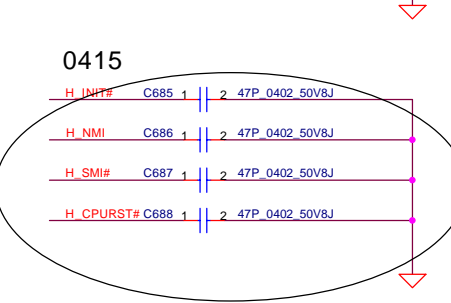 0415
H_INIT# C685 1 2 47P_0402_50V8J
H_NMI C686 1 2 47P_0402_50V8J
H_SMI# C687 1 2 47P_0402_50V8J
H_CPURST# C688 1 2 47P_0402_50V8J